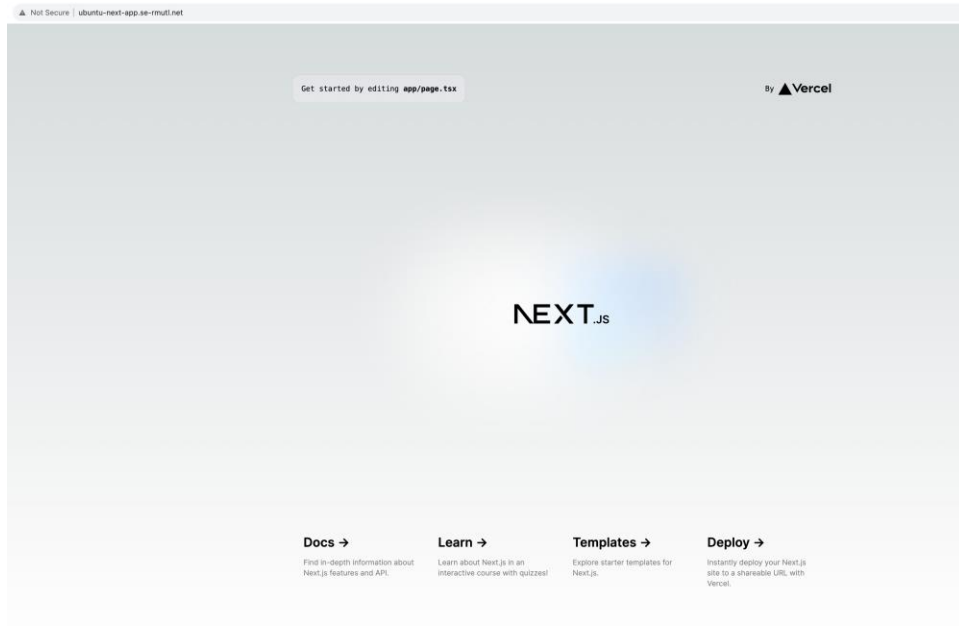 Not Secure | ubuntu-next-app.se-rmutl.net
Get started by editing app/page.tsx
By Vercel
NEXT.JS
Docs →
Find in-depth information about
Next.js features and API.
Learn →
Learn about Next.js in an
interactive course with quizzes!
Templates →
Explore starter templates for
Next.js.
Deploy →
Instantly deploy your Next.js
site to a shareable URL with
Vercel.